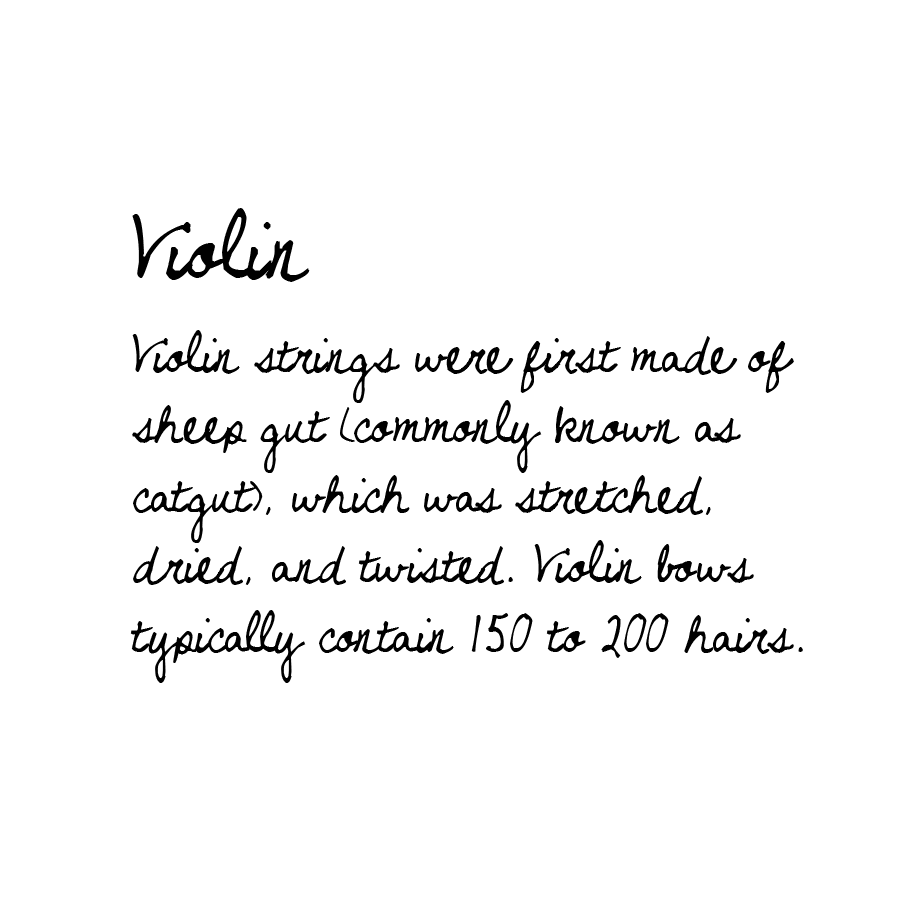 Violin
Violin strings were first made of
sheep gut (commonly known as
catgut), which was stretched,
dried, and twisted. Violin bows
typically contain 150 to 200 hairs.